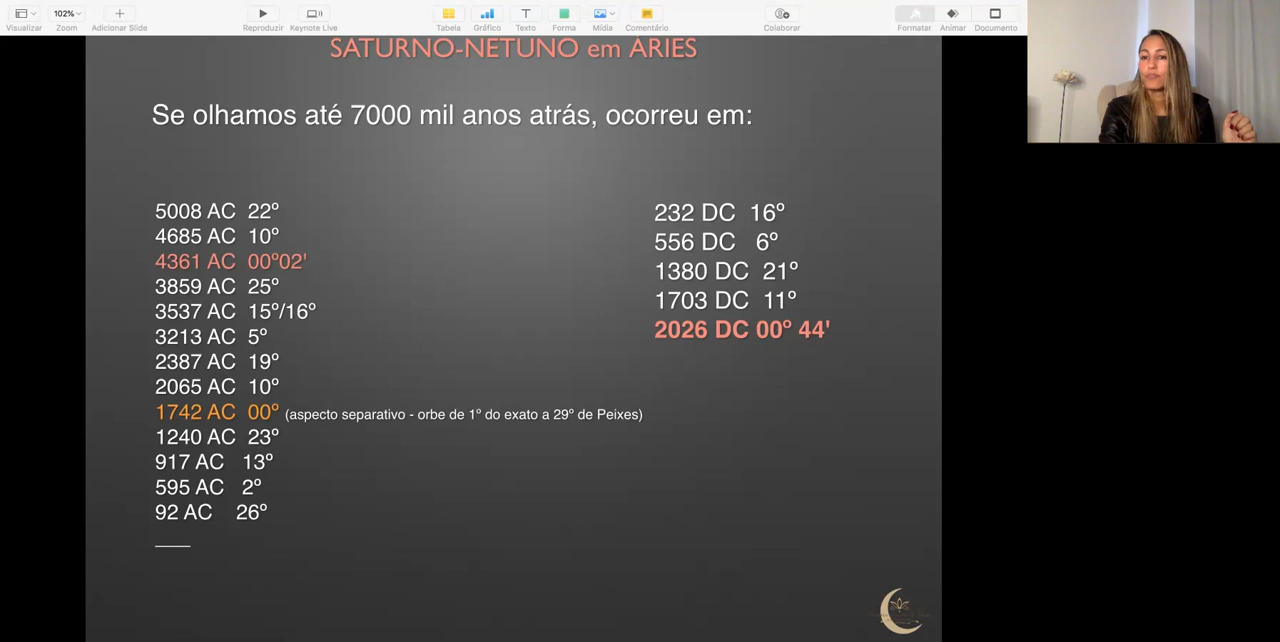 102%
Visualizar
Zoom
Adicionar Slide
Reproduzir
Keynote Live
Tabela
Gráfico
Texto
Forma
Mídia
Comentário
Colaborar
Formatar
Animar
Documento
SATURNO-NETUNO em ARIES
Se olhamos até 7000 mil anos atrás, ocorreu em:
5008 AC 22º
4685 AC 10º
4361 AC 00º02'
3859 AC 25º
3537 AC 15º/16º
3213 AC 5º
2387 AC 19º
2065 AC 10º
1742 AC 00º (aspecto separativo - orbe de 1º do exato a 29º de Peixes)
1240 AC 23º
917 AC 13º
595 AC 2º
92 AC 26º
232 DC 16º
556 DC 6º
1380 DC 21º
1703 DC 11º
2026 DC 00º 44'